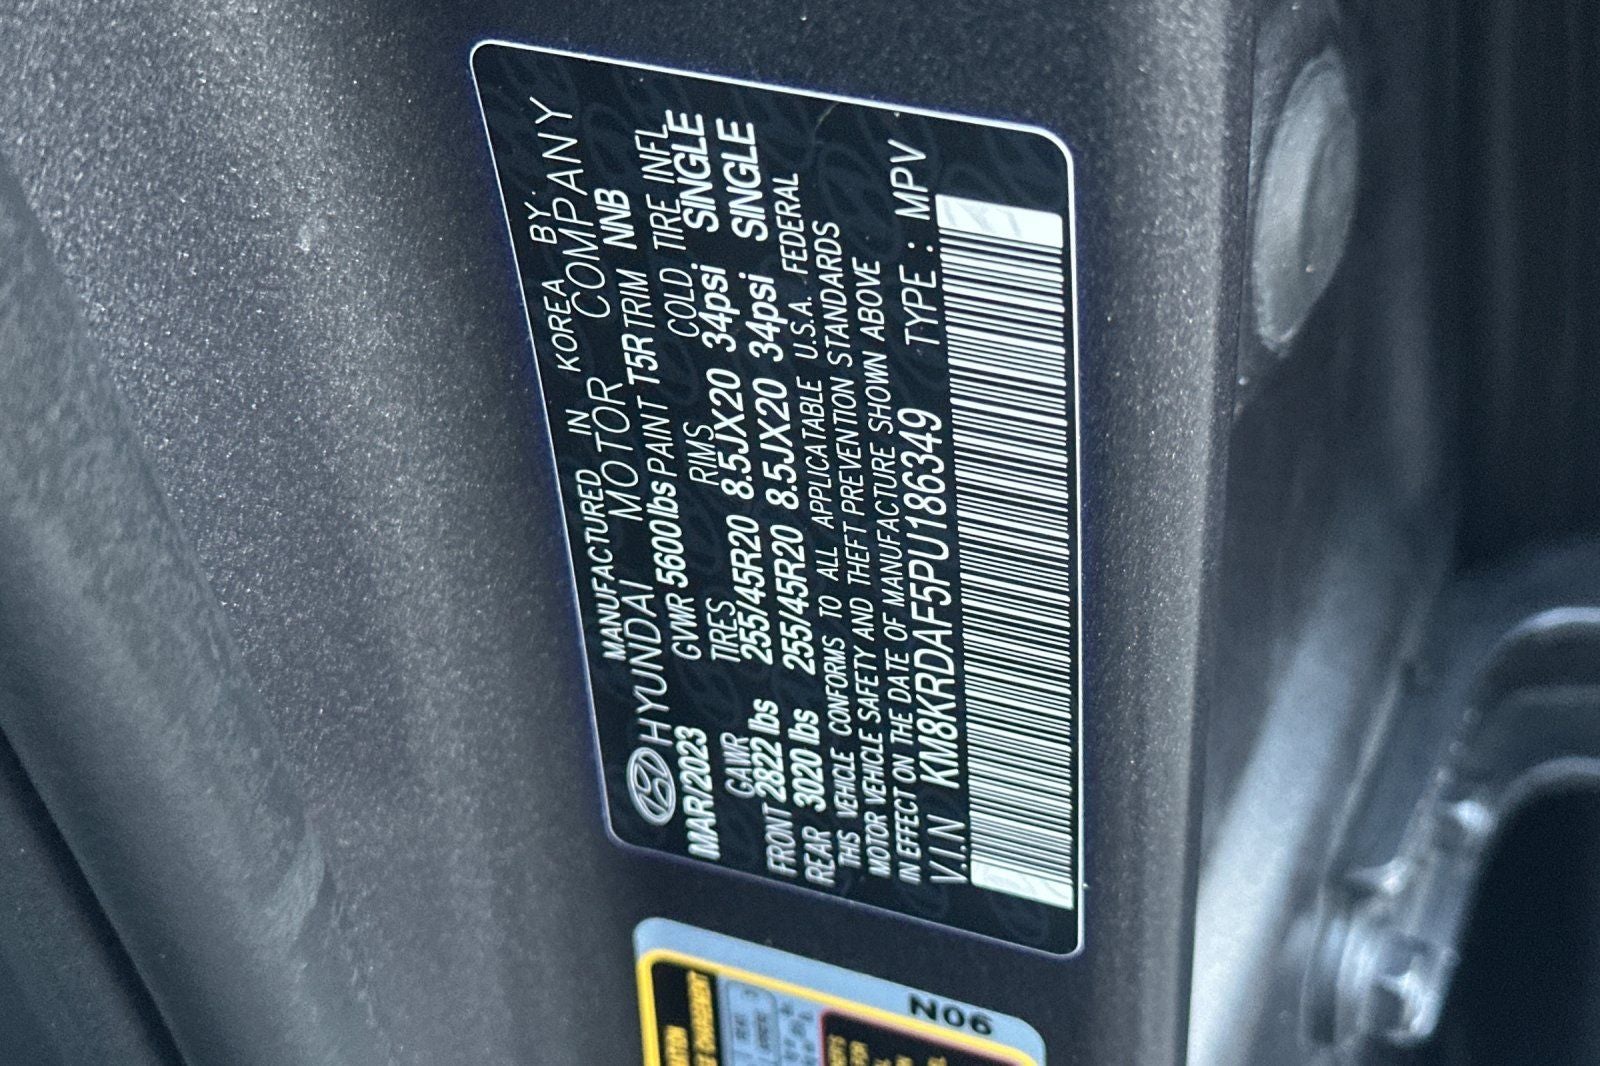 MANUFACTURED IN KOREA BY.
HYUNDAI MOTOR COMPANY
MAR/2023 GVWR 5600 lbs PAINT T5R TRIM NNB
GAWR TIRES RIMS COLD TIRE INFL
FRONT 2822 lbs 255/45R20 8.5JX20 34psi SINGLE
REAR 3020 lbs 255/45R20 8.5JX20 34psi SINGLE
THIS VEHICLE CONFORMS TO ALL APPLICATABLE U.S.A. FEDERAL
MOTOR VEHICLE SAFETY AND THEFT PREVENTION STANDARDS
IN EFFECT ON THE DATE OF MANUFACTURE SHOWN ABOVE
V.I.N KM8KRDAF5PU186349 TYPE : MPV
N06